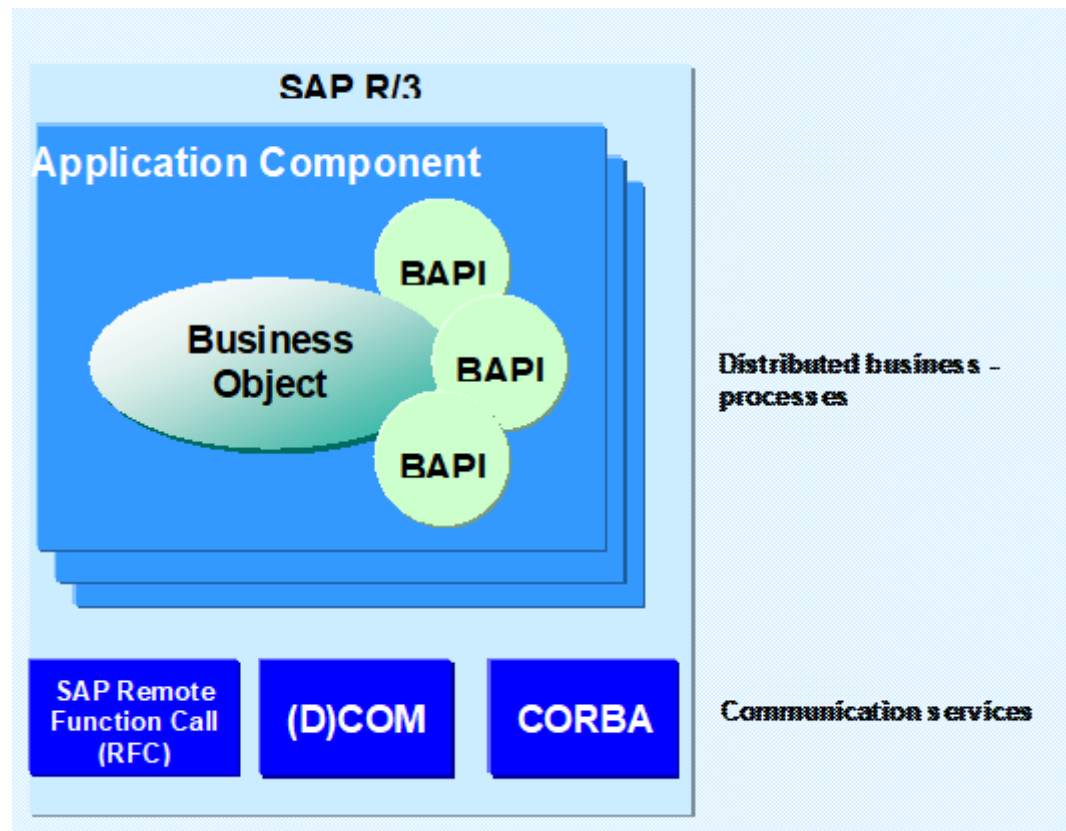 SAP R/3
Application Component
BAPI
Business
Object
BAPI
BAPI
Distributed business -
processes
SAP Remote
Function Call
(RFC)
(D)COM
CORBA
Communication services